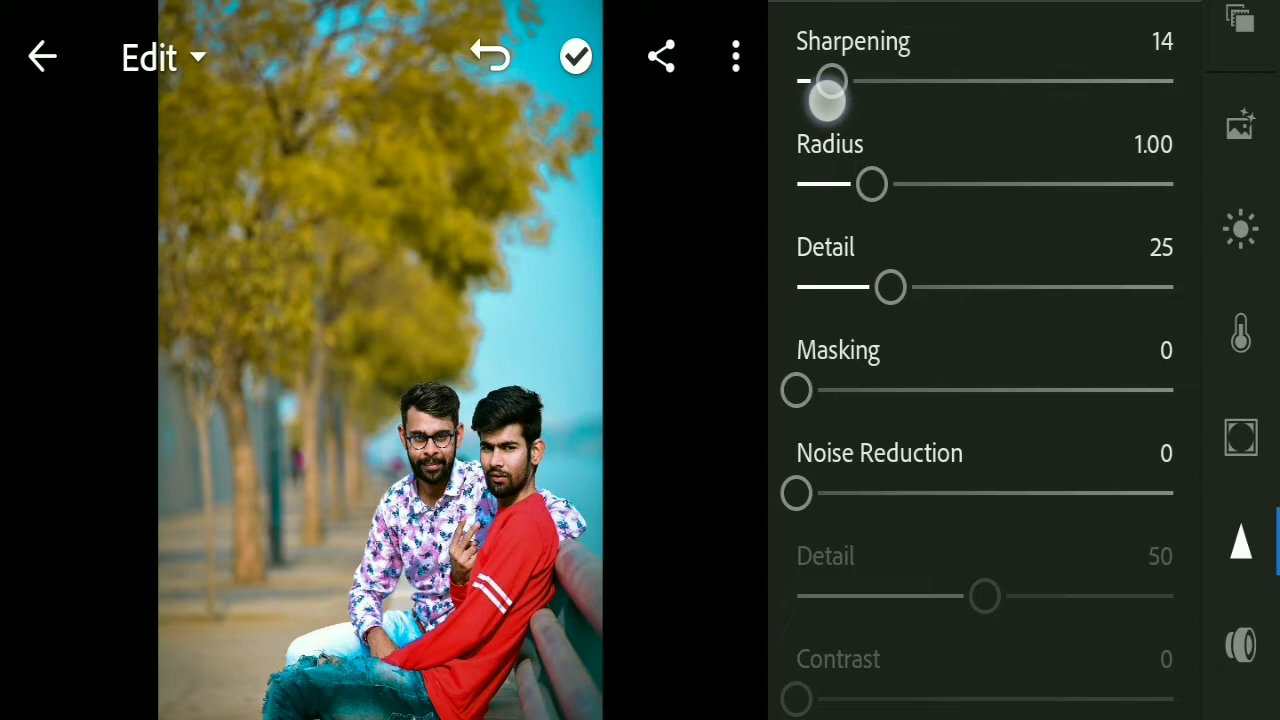 Edit
Sharpening 14
Radius 1.00
Detail 25
Masking 0
Noise Reduction 0
Detail 50
Contrast 0